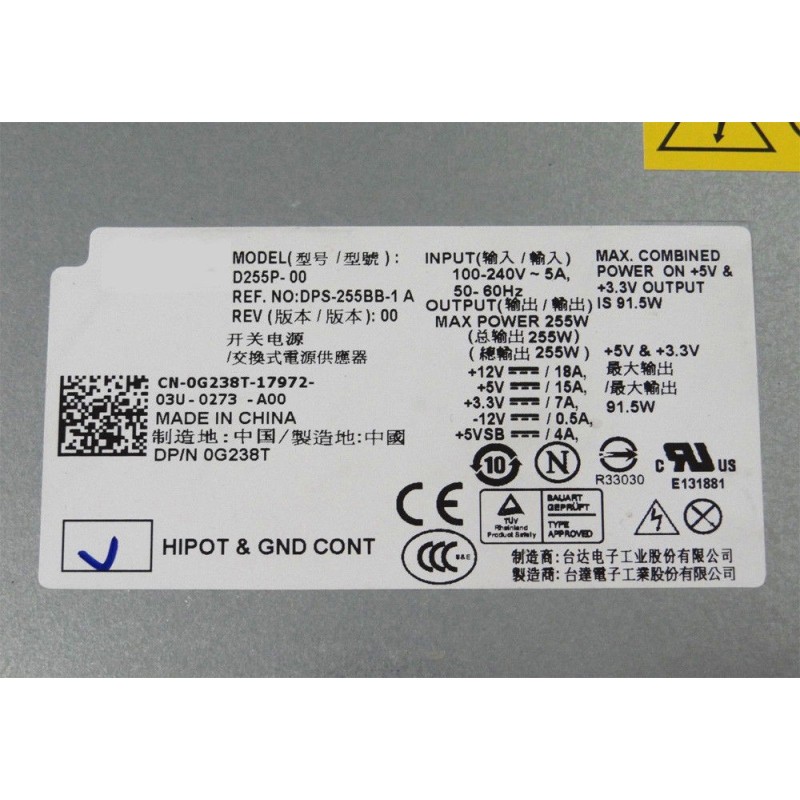 MODEL(型号 / 型號):
D255P-00
REF. NO:DPS-255BB-1 A
REV (版本 / 版本): 00
开关电源
/交換式電源供應器
CN-0G238T-17972-
03U-0273 -A00
MADE IN CHINA
制造地:中国/製造地:中國
DP/N 0G238T
HIPOT & GND CONT
INPUT(输入 / 輸入)
100-240V ~ 5A,
50- 60Hz
OUTPUT(输出 / 輸出)
MAX POWER 255W
(总输出 255W)
(總輸出 255W)
+12V ⎓ / 18A,
+5V ⎓ / 15A,
+3.3V ⎓ / 7A,
-12V ⎓ / 0.5A,
+5VSB ⎓ / 4A,
MAX. COMBINED
POWER ON +5V &
+3.3V OUTPUT
IS 91.5W
+5V & +3.3V
最大输出
/最大輸出
91.5W
10
N
R33030
c RU US
E131881
CE
CCC S&E
TÜV
Rheinland
Product Safety
BAUART
GEPRÜFT
TYPE
APPROVED
制造商:台达电子工业股份有限公司
製造商:台達電子工業股份有限公司